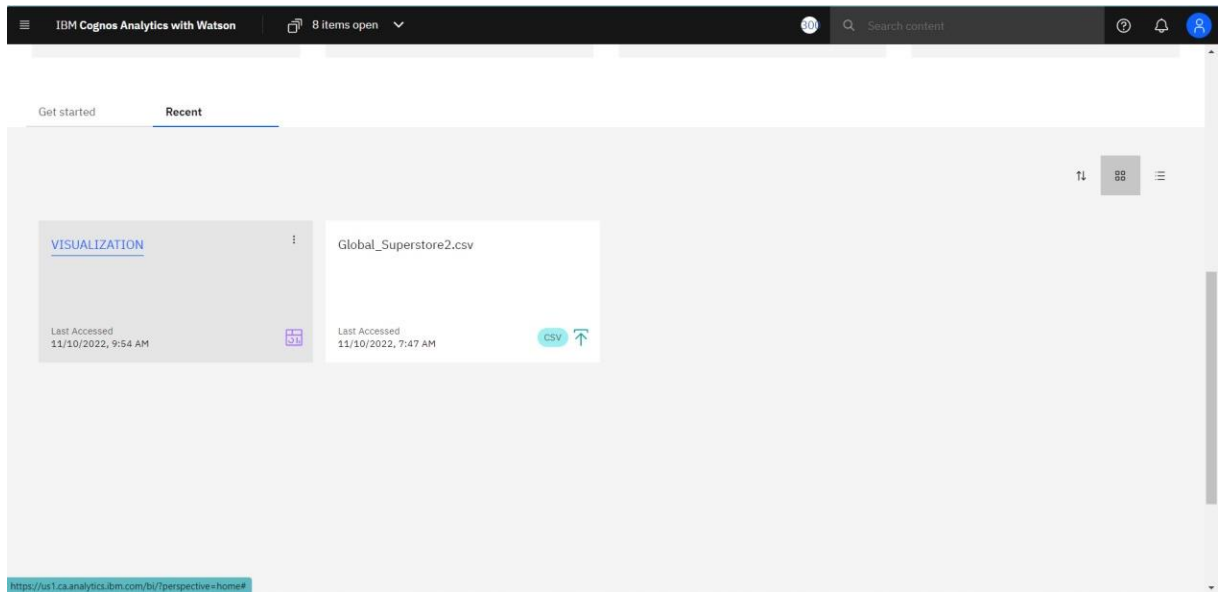 IBM Cognos Analytics with Watson
8 items open
Search content
Get started
Recent
VISUALIZATION
Last Accessed
11/10/2022, 9:54 AM
Global_Superstore2.csv
Last Accessed
11/10/2022, 7:47 AM
CSV
https://us1.ca.analytics.ibm.com/bi/?perspective=home#